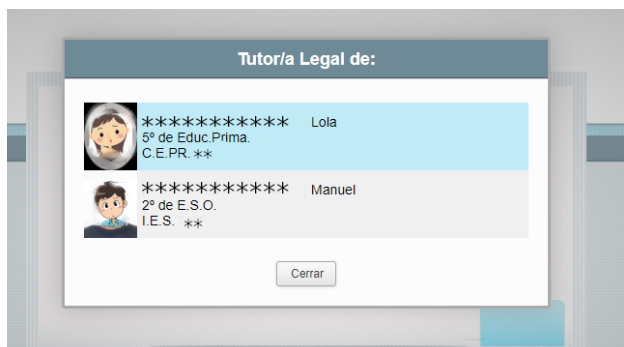 Tutor/a Legal de:
*********** Lola
5º de Educ.Prima.
C.E.PR. **
*********** Manuel
2º de E.S.O.
I.E.S. **
Cerrar